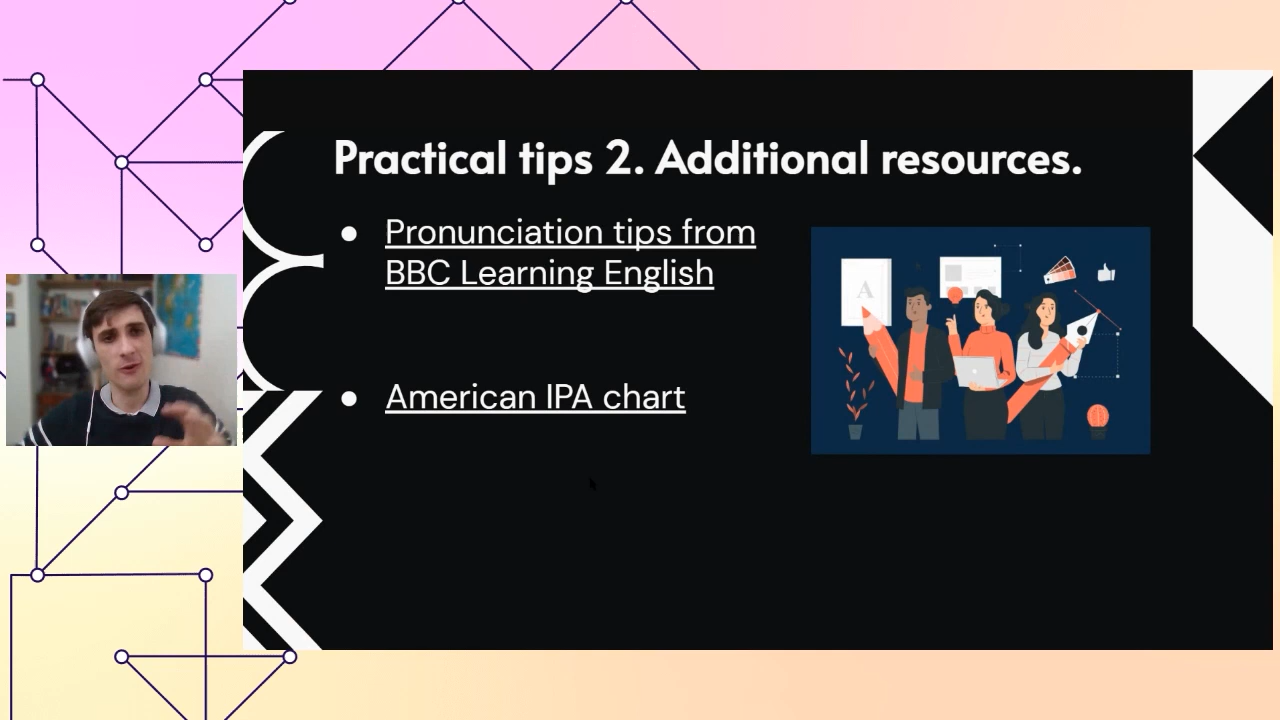 Practical tips 2. Additional resources.
Pronunciation tips from
BBC Learning English
American IPA chart
A